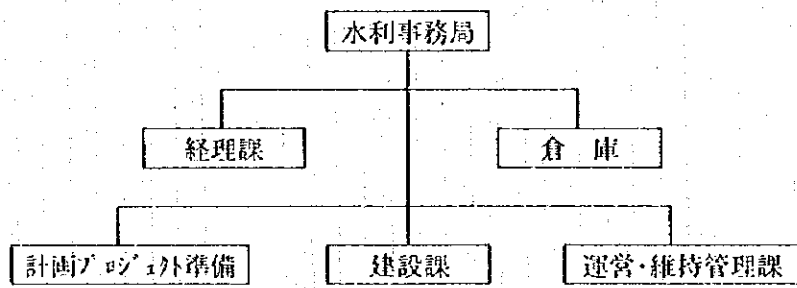 水利事務局
経理課
倉 庫
計画プロジェクト準備
建設課
運営・維持管理課